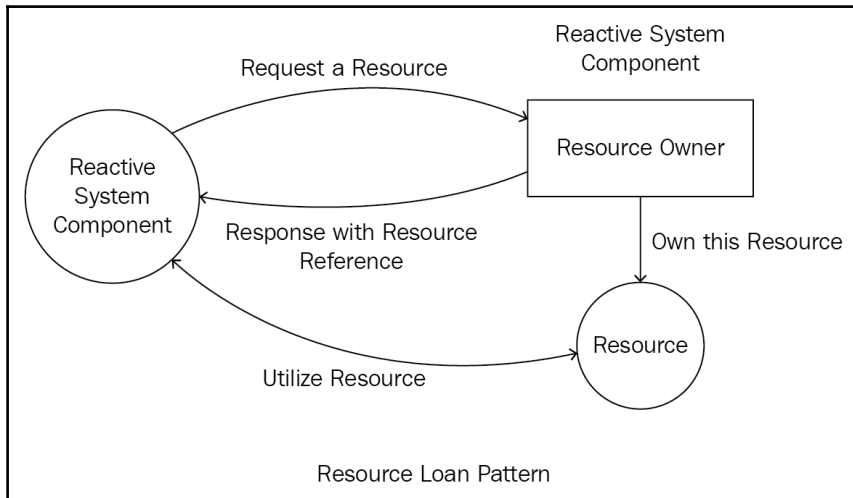 Reactive System
Component
Request a Resource
Resource Owner
Reactive
System
Component
Response with Resource
Reference
Own this Resource
Resource
Utilize Resource
Resource Loan Pattern